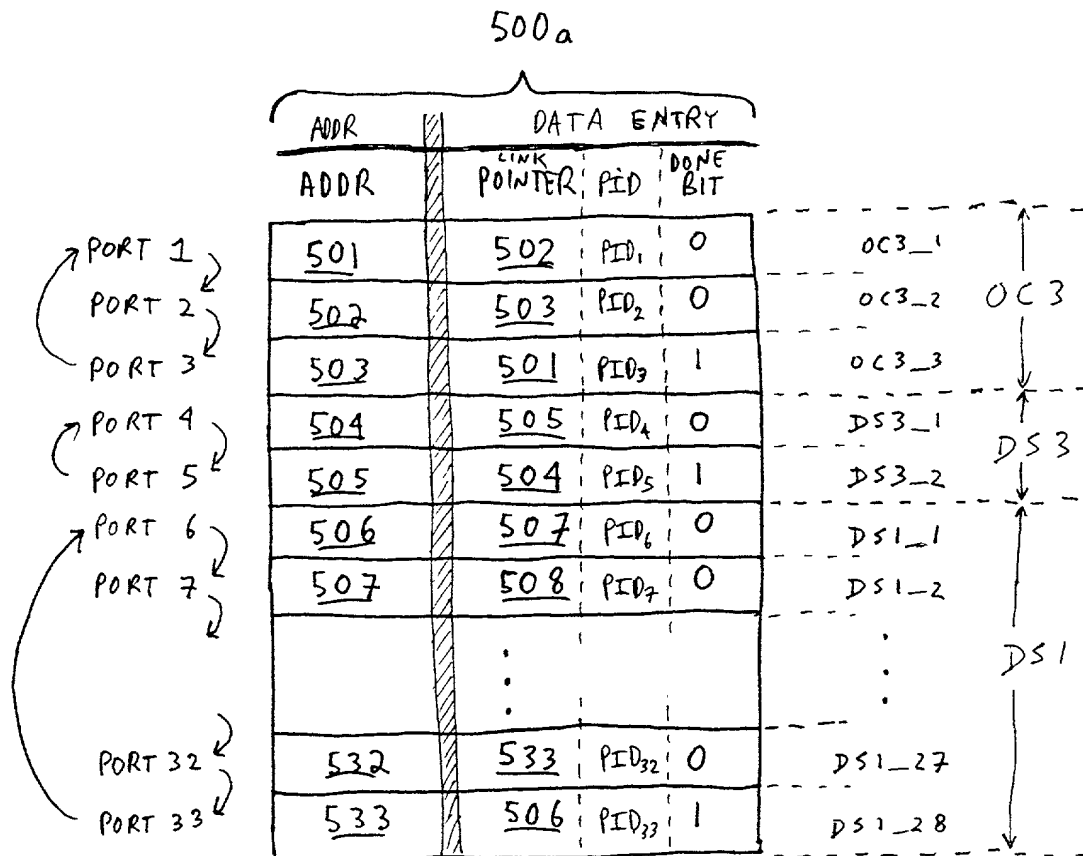 500a
ADDR DATA ENTRY
ADDR LINK POINTER PID DONE BIT
PORT 1 501 502 PID₁ 0 OC3_1
PORT 2 502 503 PID₂ 0 OC3_2 OC3
PORT 3 503 501 PID₃ 1 OC3_3
PORT 4 504 505 PID₄ 0 DS3_1 DS3
PORT 5 505 504 PID₅ 1 DS3_2
PORT 6 506 507 PID₆ 0 DS1_1
PORT 7 507 508 PID₇ 0 DS1_2
DS1
PORT 32 532 533 PID₃₂ 0 DS1_27
PORT 33 533 506 PID₃₃ 1 DS1_28